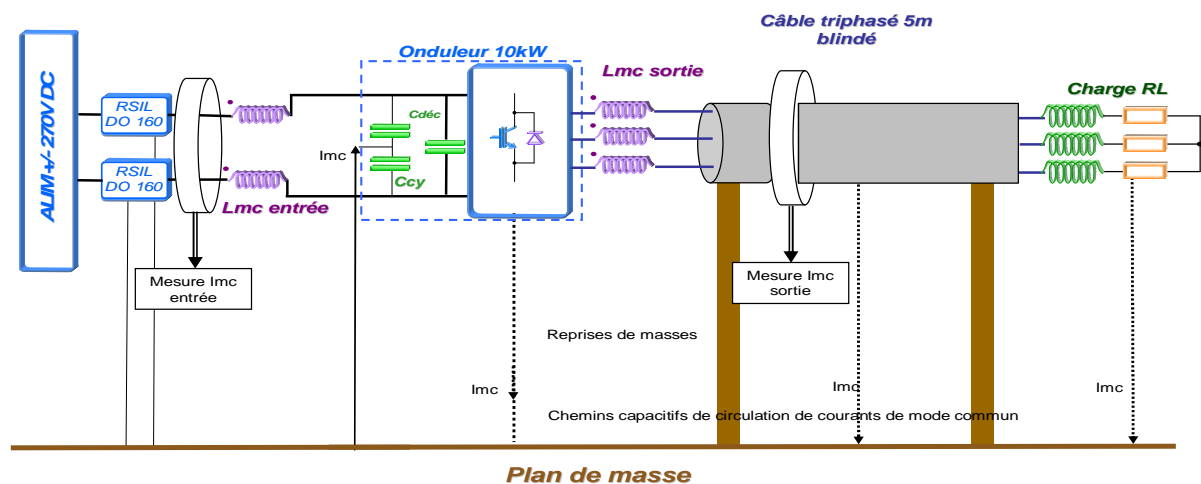 Câble triphasé 5m
blindé
Onduleur 10kW
Lmc sortie
Charge RL
ALIM +/- 270V DC
RSIL
DO 160
RSIL
DO 160
Cdéc
Imc
Ccy
Lmc entrée
Mesure Imc
entrée
Mesure Imc
sortie
Reprises de masses
Imc
Imc
Imc
Chemins capacitifs de circulation de courants de mode commun
Plan de masse